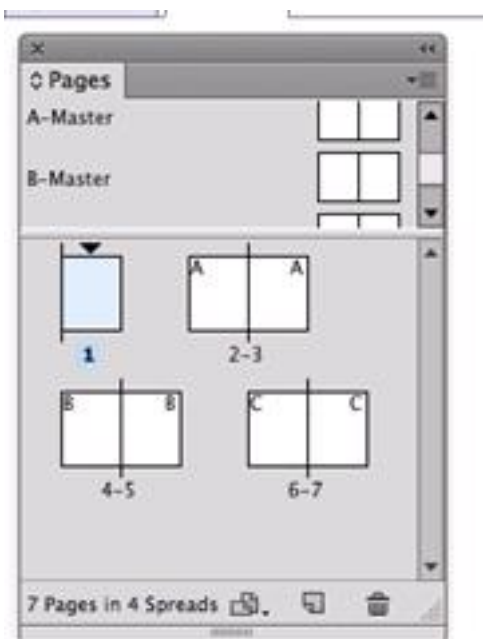 Pages
A-Master
B-Master
A A
1
2-3
B B C C
4-5 6-7
7 Pages in 4 Spreads